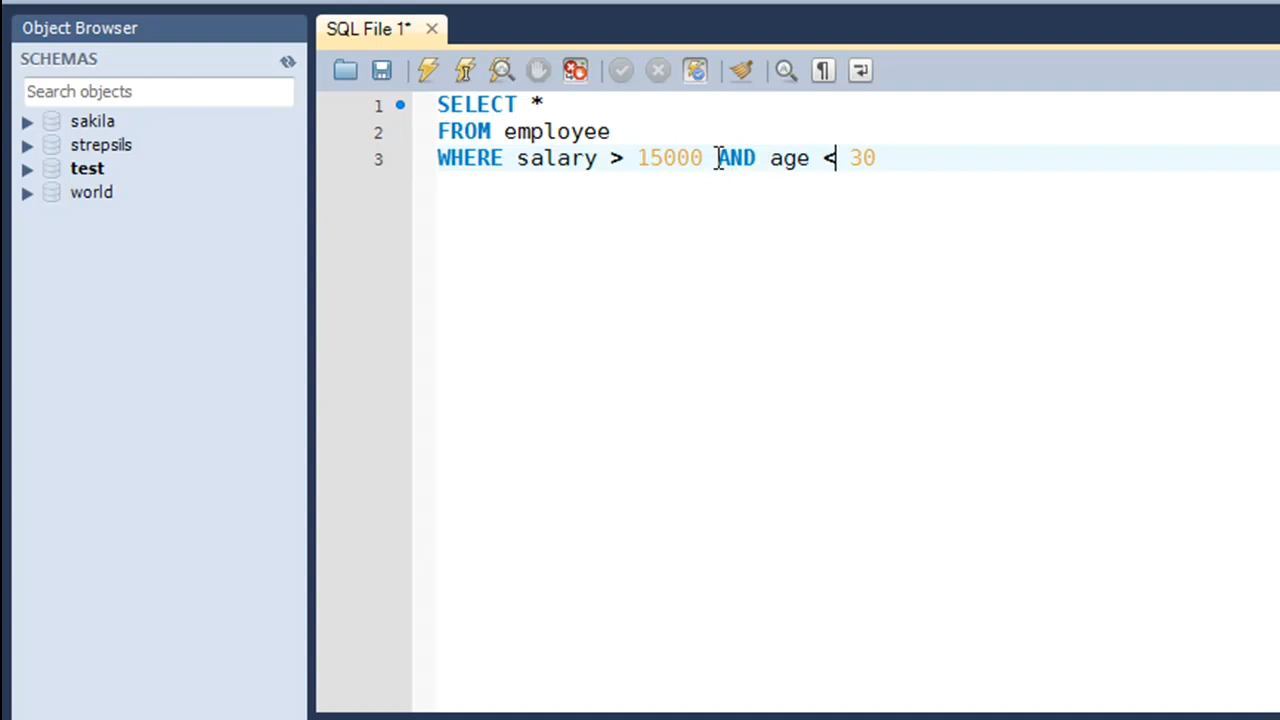 Object Browser
SCHEMAS
Search objects
sakila
strepsils
test
world
SQL File 1*
1 SELECT *
2 FROM employee
3 WHERE salary > 15000 AND age < 30